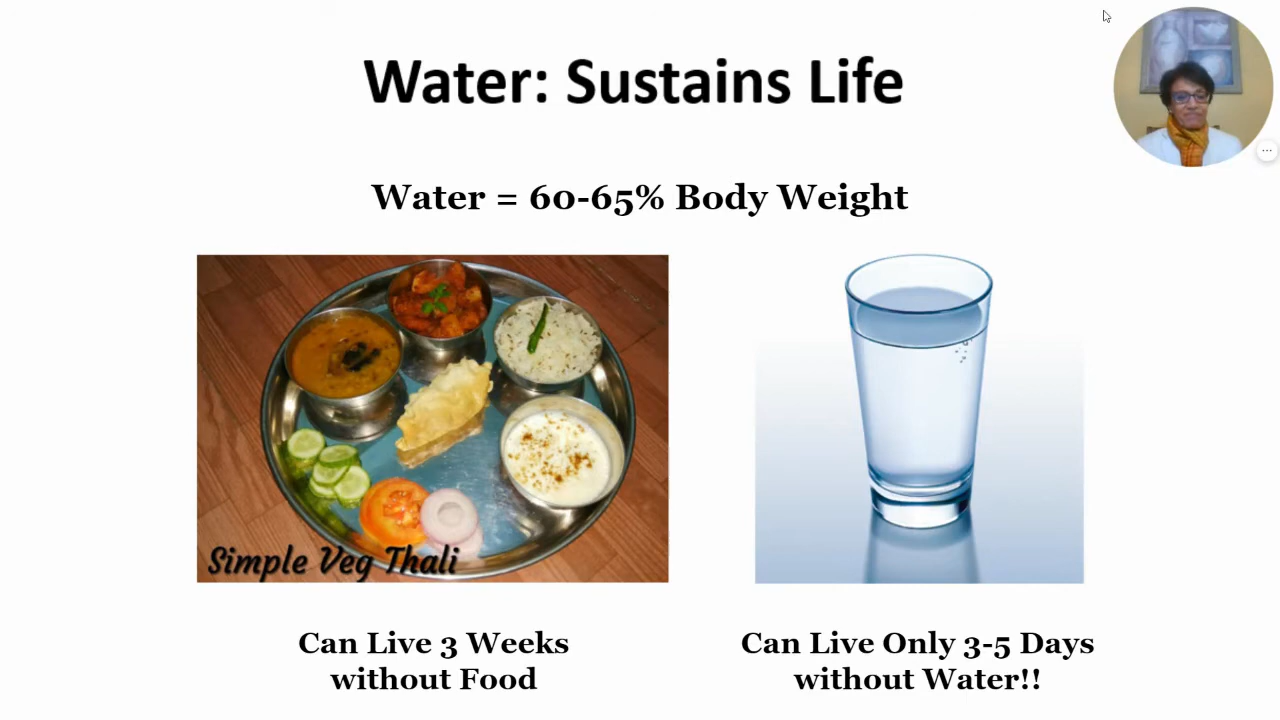 Water: Sustains Life
Water = 60-65% Body Weight
Simple Veg Thali
Can Live 3 Weeks
without Food
Can Live Only 3-5 Days
without Water!!